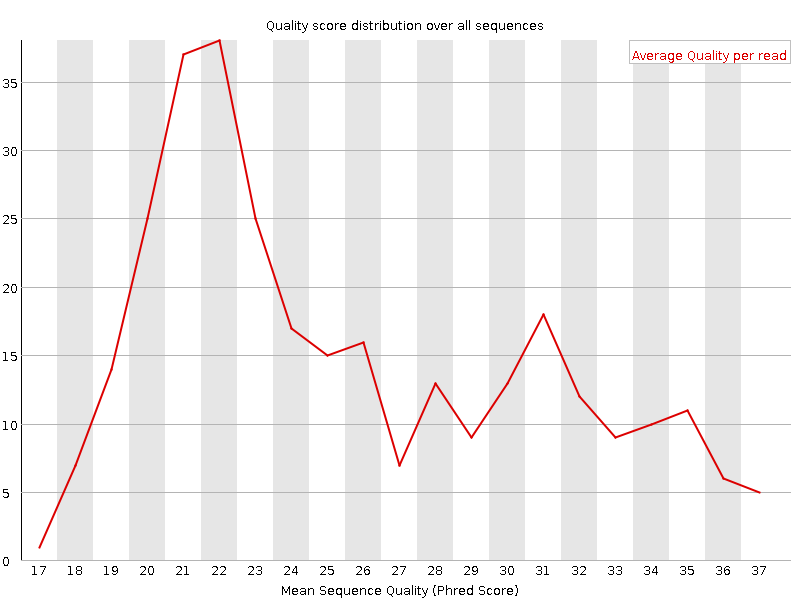 Quality score distribution over all sequences
Average Quality per read
35
30
25
20
15
10
5
0
17 18 19 20 21 22 23 24 25 26 27 28 29 30 31 32 33 34 35 36 37
Mean Sequence Quality (Phred Score)